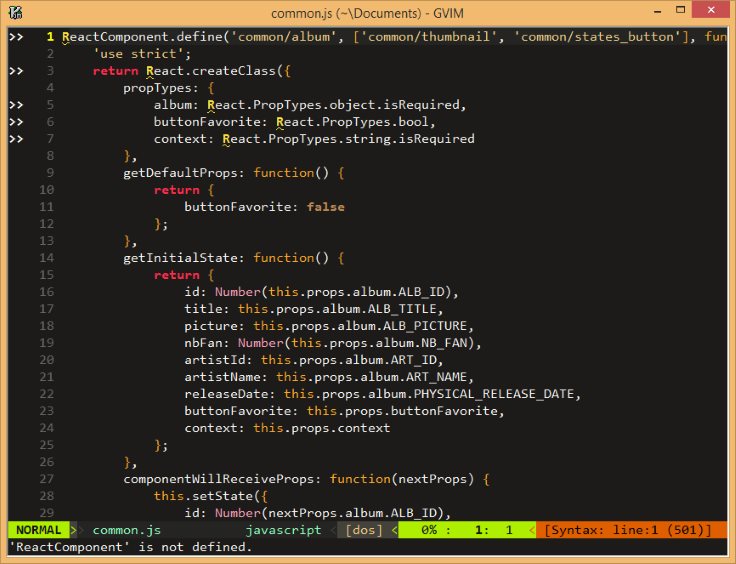 common.js (~\Documents) - GVIM
>> 1 ReactComponent.define('common/album', ['common/thumbnail', 'common/states_button'], fun
2 'use strict';
>> 3 return React.createClass({
4 propTypes: {
>> 5 album: React.PropTypes.object.isRequired,
>> 6 buttonFavorite: React.PropTypes.bool,
>> 7 context: React.PropTypes.string.isRequired
8 },
9 getDefaultProps: function() {
10 return {
11 buttonFavorite: false
12 };
13 },
14 getInitialState: function() {
15 return {
16 id: Number(this.props.album.ALB_ID),
17 title: this.props.album.ALB_TITLE,
18 picture: this.props.album.ALB_PICTURE,
19 nbFan: Number(this.props.album.NB_FAN),
20 artistId: this.props.album.ART_ID,
21 artistName: this.props.album.ART_NAME,
22 releaseDate: this.props.album.PHYSICAL_RELEASE_DATE,
23 buttonFavorite: this.props.buttonFavorite,
24 context: this.props.context
25 };
26 },
27 componentWillReceiveProps: function(nextProps) {
28 this.setState({
29 id: Number(nextProps.album.ALB_ID),
NORMAL >> common.js javascript < [dos] < 0% : 1: 1 < [Syntax: line:1 (501)]
'ReactComponent' is not defined.